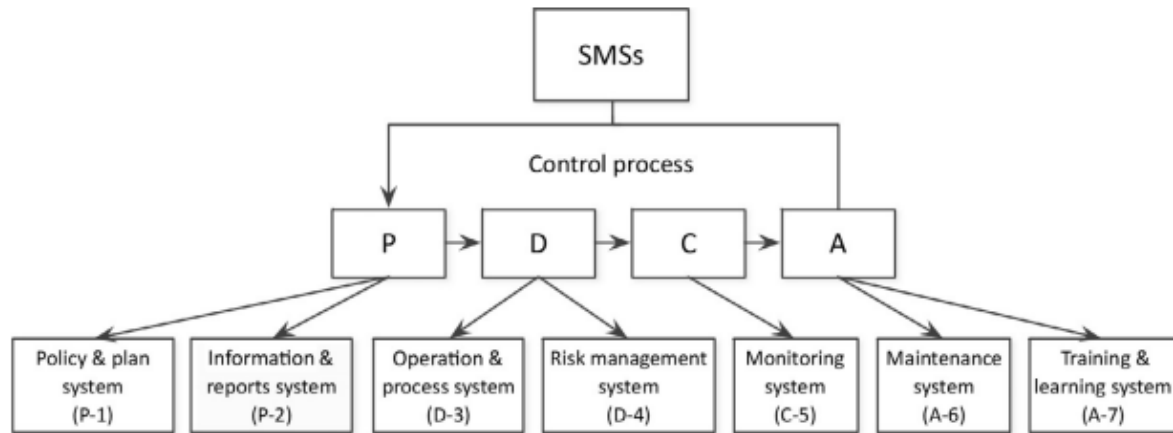 SMSs
Control process
P
D
C
A
Policy & plan
system
(P-1)
Information &
reports system
(P-2)
Operation &
process system
(D-3)
Risk management
system
(D-4)
Monitoring
system
(C-5)
Maintenance
system
(A-6)
Training &
learning system
(A-7)